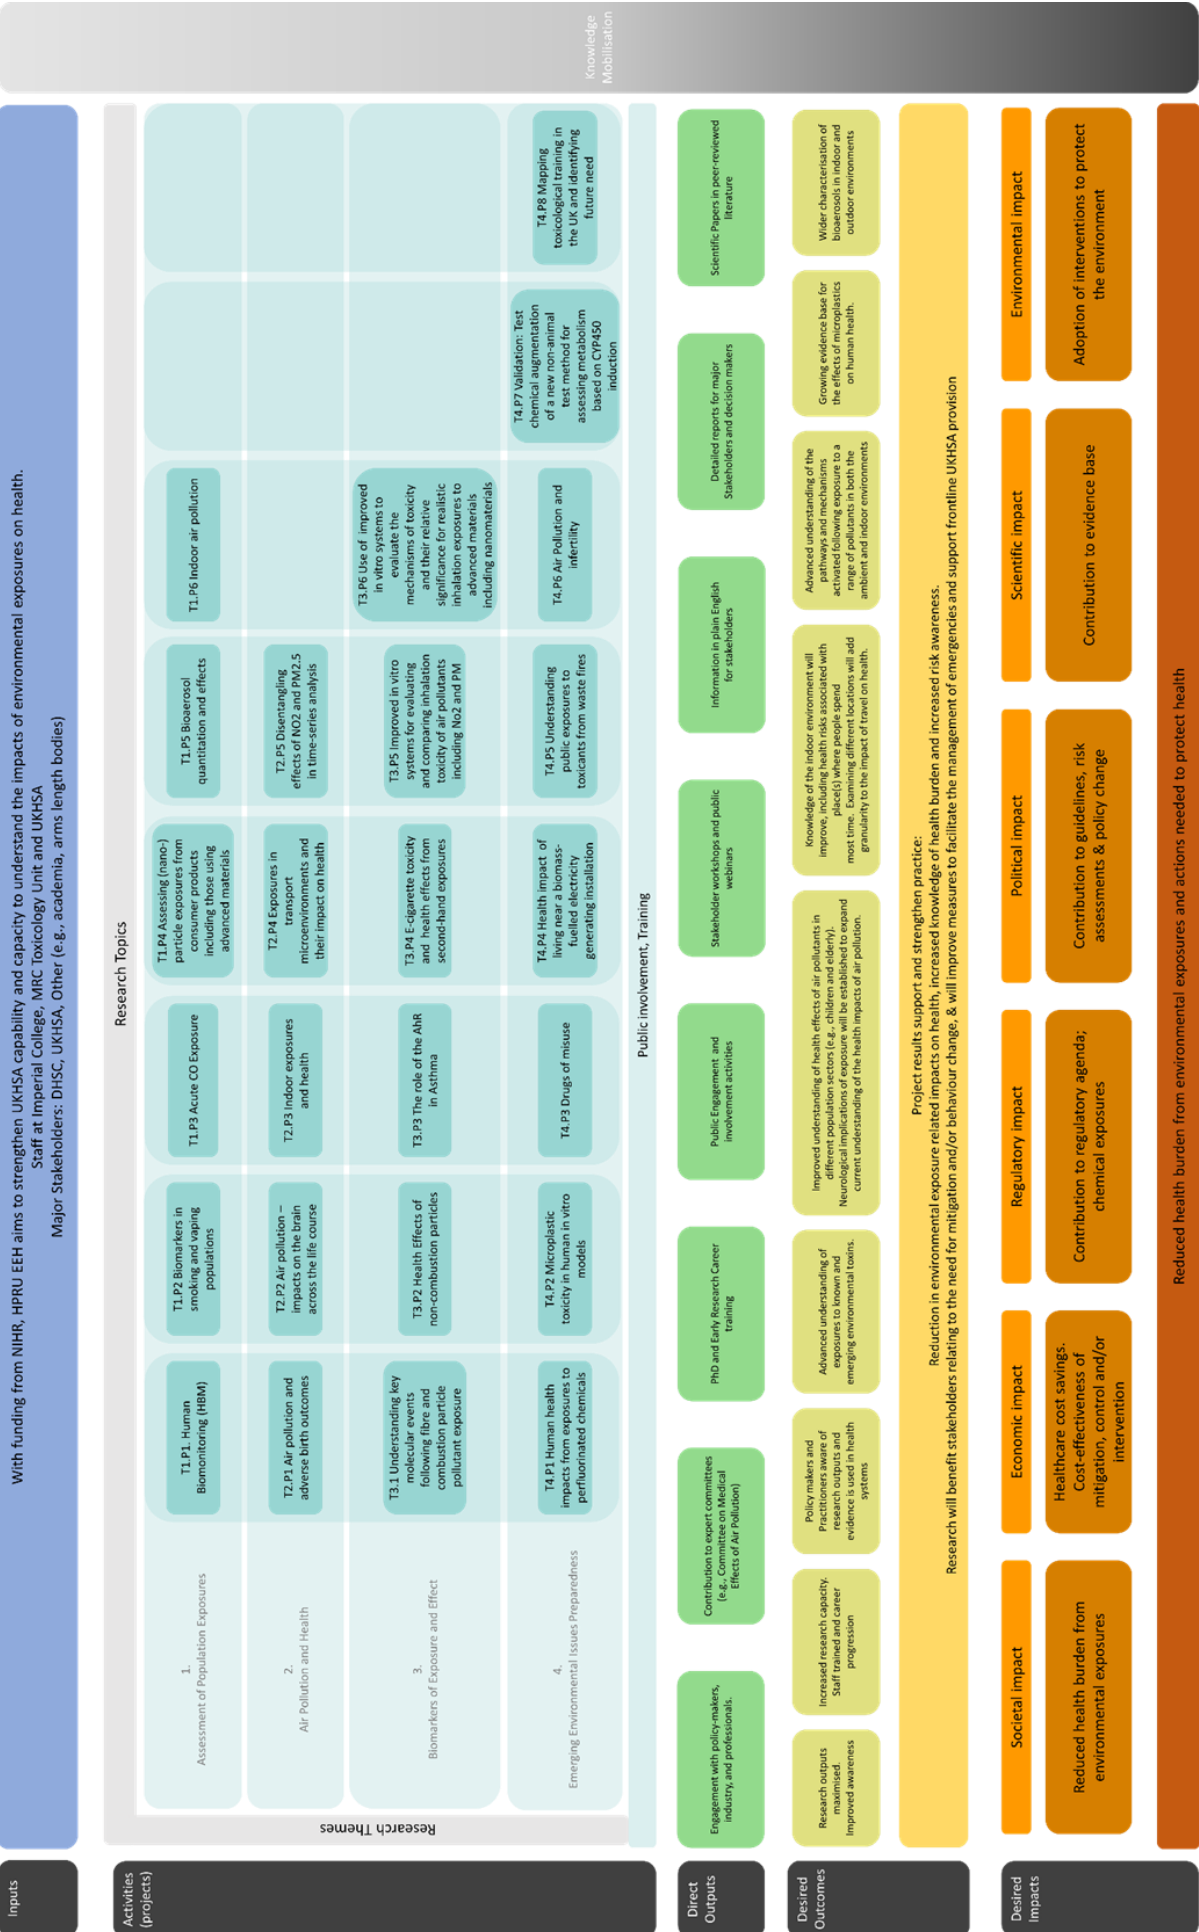 Inputs
With funding from NIHR, HPRU EEH aims to strengthen UKHSA capability and capacity to understand the impacts of environmental exposures on health.
Staff at Imperial College, MRC Toxicology Unit and UKHSA
Major Stakeholders: DHSC, UKHSA, Other (e.g., academia, arms length bodies)
Knowledge
Mobilisation
Activities
(projects)
Research Topics
Research Themes
1.
Assessment of Population Exposures
T1.P1. Human
Biomonitoring (HBM)
T1.P2 Biomarkers in
smoking and vaping
populations
T1.P3 Acute CO Exposure
T1.P4 Assessing (nano-)
particle exposures from
consumer products
including those using
advanced materials
T1.P5 Bioaerosol
quantitation and effects
T1.P6 Indoor air pollution
2.
Air Pollution and Health
T2.P1 Air pollution and
adverse birth outcomes
T2.P2 Air pollution –
impacts on the brain
across the life course
T2.P3 Indoor exposures
and health
T2.P4 Exposures in
transport
microenvironments and
their impact on health
T2.P5 Disentangling
effects of NO2 and PM2.5
in time-series analysis
3.
Biomarkers of Exposure and Effect
T3.1 Understanding key
molecular events
following fibre and
combustion particle
pollutant exposure
T3.P2 Health Effects of
non-combustion particles
T3.P3 The role of the AhR
in Asthma
T3.P4 E-cigarette toxicity
and health effects from
second-hand exposures
T3.P5 Improved in vitro
systems for evaluating
and comparing inhalation
toxicity of air pollutants
including No2 and PM
T3.P6 Use of improved
in vitro systems to
evaluate the
mechanisms of toxicity
and their relative
significance for realistic
inhalation exposures to
advanced materials
including nanomaterials
4.
Emerging Environmental Issues Preparedness
T4.P1 Human health
impacts from exposures to
perfluorinated chemicals
T4.P2 Microplastic
toxicity in human in vitro
models
T4.P3 Drugs of misuse
T4.P4 Health impact of
living near a biomass-
fuelled electricity
generating installation
T4.P5 Understanding
public exposures to
toxicants from waste fires
T4.P6 Air Pollution and
infertility
T4.P7 Validation: Test
chemical augmentation
of a new non-animal
test method for
assessing metabolism
based on CYP450
induction
T4.P8 Mapping
toxicological training in
the UK and identifying
future need
Public involvement, Training
Direct
Outputs
Engagement with policy-makers,
industry, and professionals.
Contribution to expert committees
(e.g., Committee on Medical
Effects of Air Pollution)
PhD and Early Research Career
training
Public Engagement and
involvement activities
Stakeholder workshops and public
webinars
Information in plain English
for stakeholders
Detailed reports for major
Stakeholders and decision makers
Scientific Papers in peer-reviewed
literature
Desired
Outcomes
Research outputs
maximised.
Improved awareness
Increased research capacity.
Staff trained and career
progression
Policy makers and
Practitioners aware of
research outputs and
evidence is used in health
systems
Advanced understanding of
exposures to known and
emerging environmental toxins.
Improved understanding of health effects of air pollutants in
different population sectors (e.g., children and elderly).
Neurological implications of exposure will be established to expand
current understanding of the health impacts of air pollution.
Knowledge of the indoor environment will
improve, including health risks associated with
place(s) where people spend
most time. Examining different locations will add
granularity to the impact of travel on health.
Advanced understanding of the
pathways and mechanisms
activated following exposure to a
range of pollutants in both the
ambient and indoor environments
Growing evidence base for
the effects of microplastics
on human health.
Wider characterisation of
bioaerosols in indoor and
outdoor environments
Project results support and strengthen practice:
Reduction in environmental exposure related impacts on health, increased knowledge of health burden and increased risk awareness.
Research will benefit stakeholders relating to the need for mitigation and/or behaviour change, & will improve measures to facilitate the management of emergencies and support frontline UKHSA provision
Desired
Impacts
Societal impact
Reduced health burden from
environmental exposures
Economic impact
Healthcare cost savings.
Cost-effectiveness of
mitigation, control and/or
intervention
Regulatory impact
Contribution to regulatory agenda;
chemical exposures
Political impact
Contribution to guidelines, risk
assessments & policy change
Scientific impact
Contribution to evidence base
Environmental impact
Adoption of interventions to protect
the environment
Reduced health burden from environmental exposures and actions needed to protect health